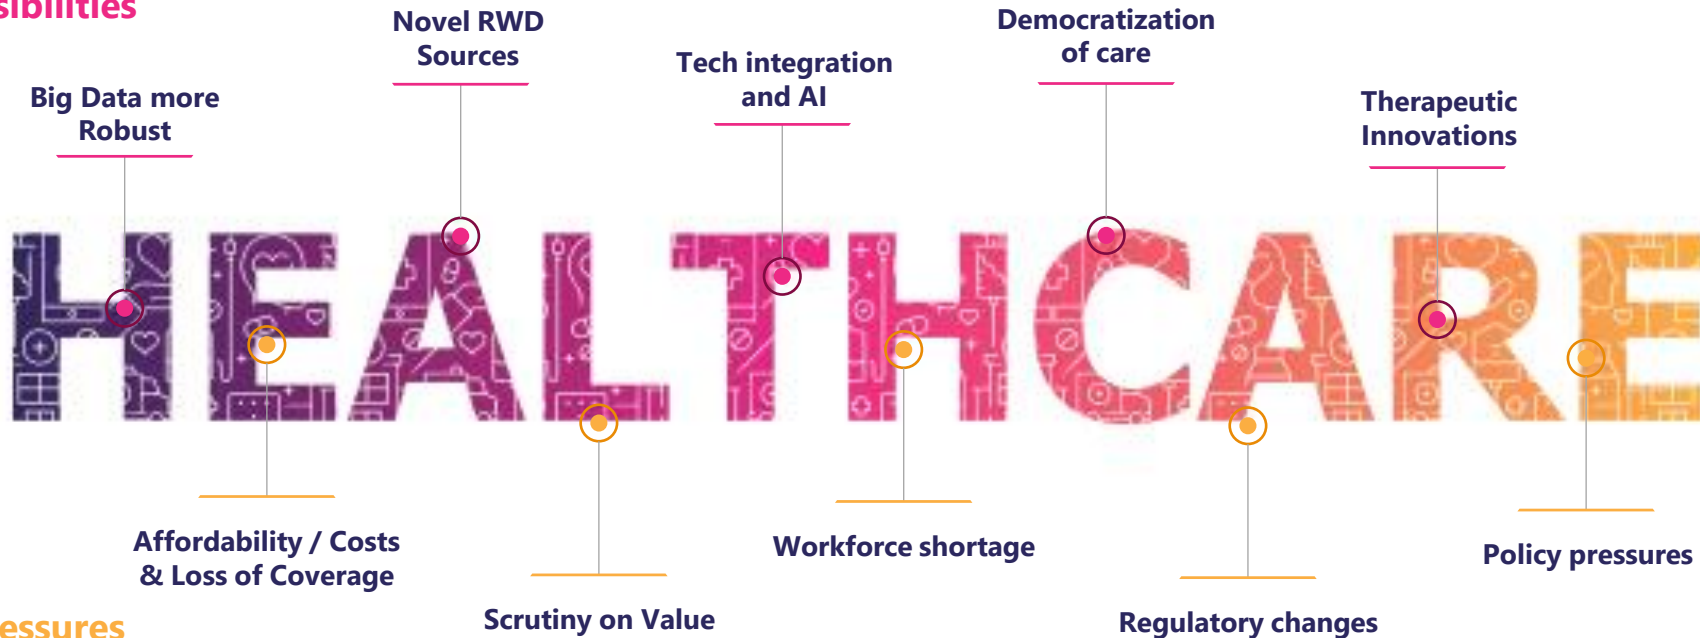 sibilities
Novel RWD
Sources
Democratization
of care
Tech integration
and AI
Big Data more
Robust
Therapeutic
Innovations
HEALTHCARE
Affordability / Costs
& Loss of Coverage
Workforce shortage
Policy pressures
Scrutiny on Value
Regulatory changes
essures